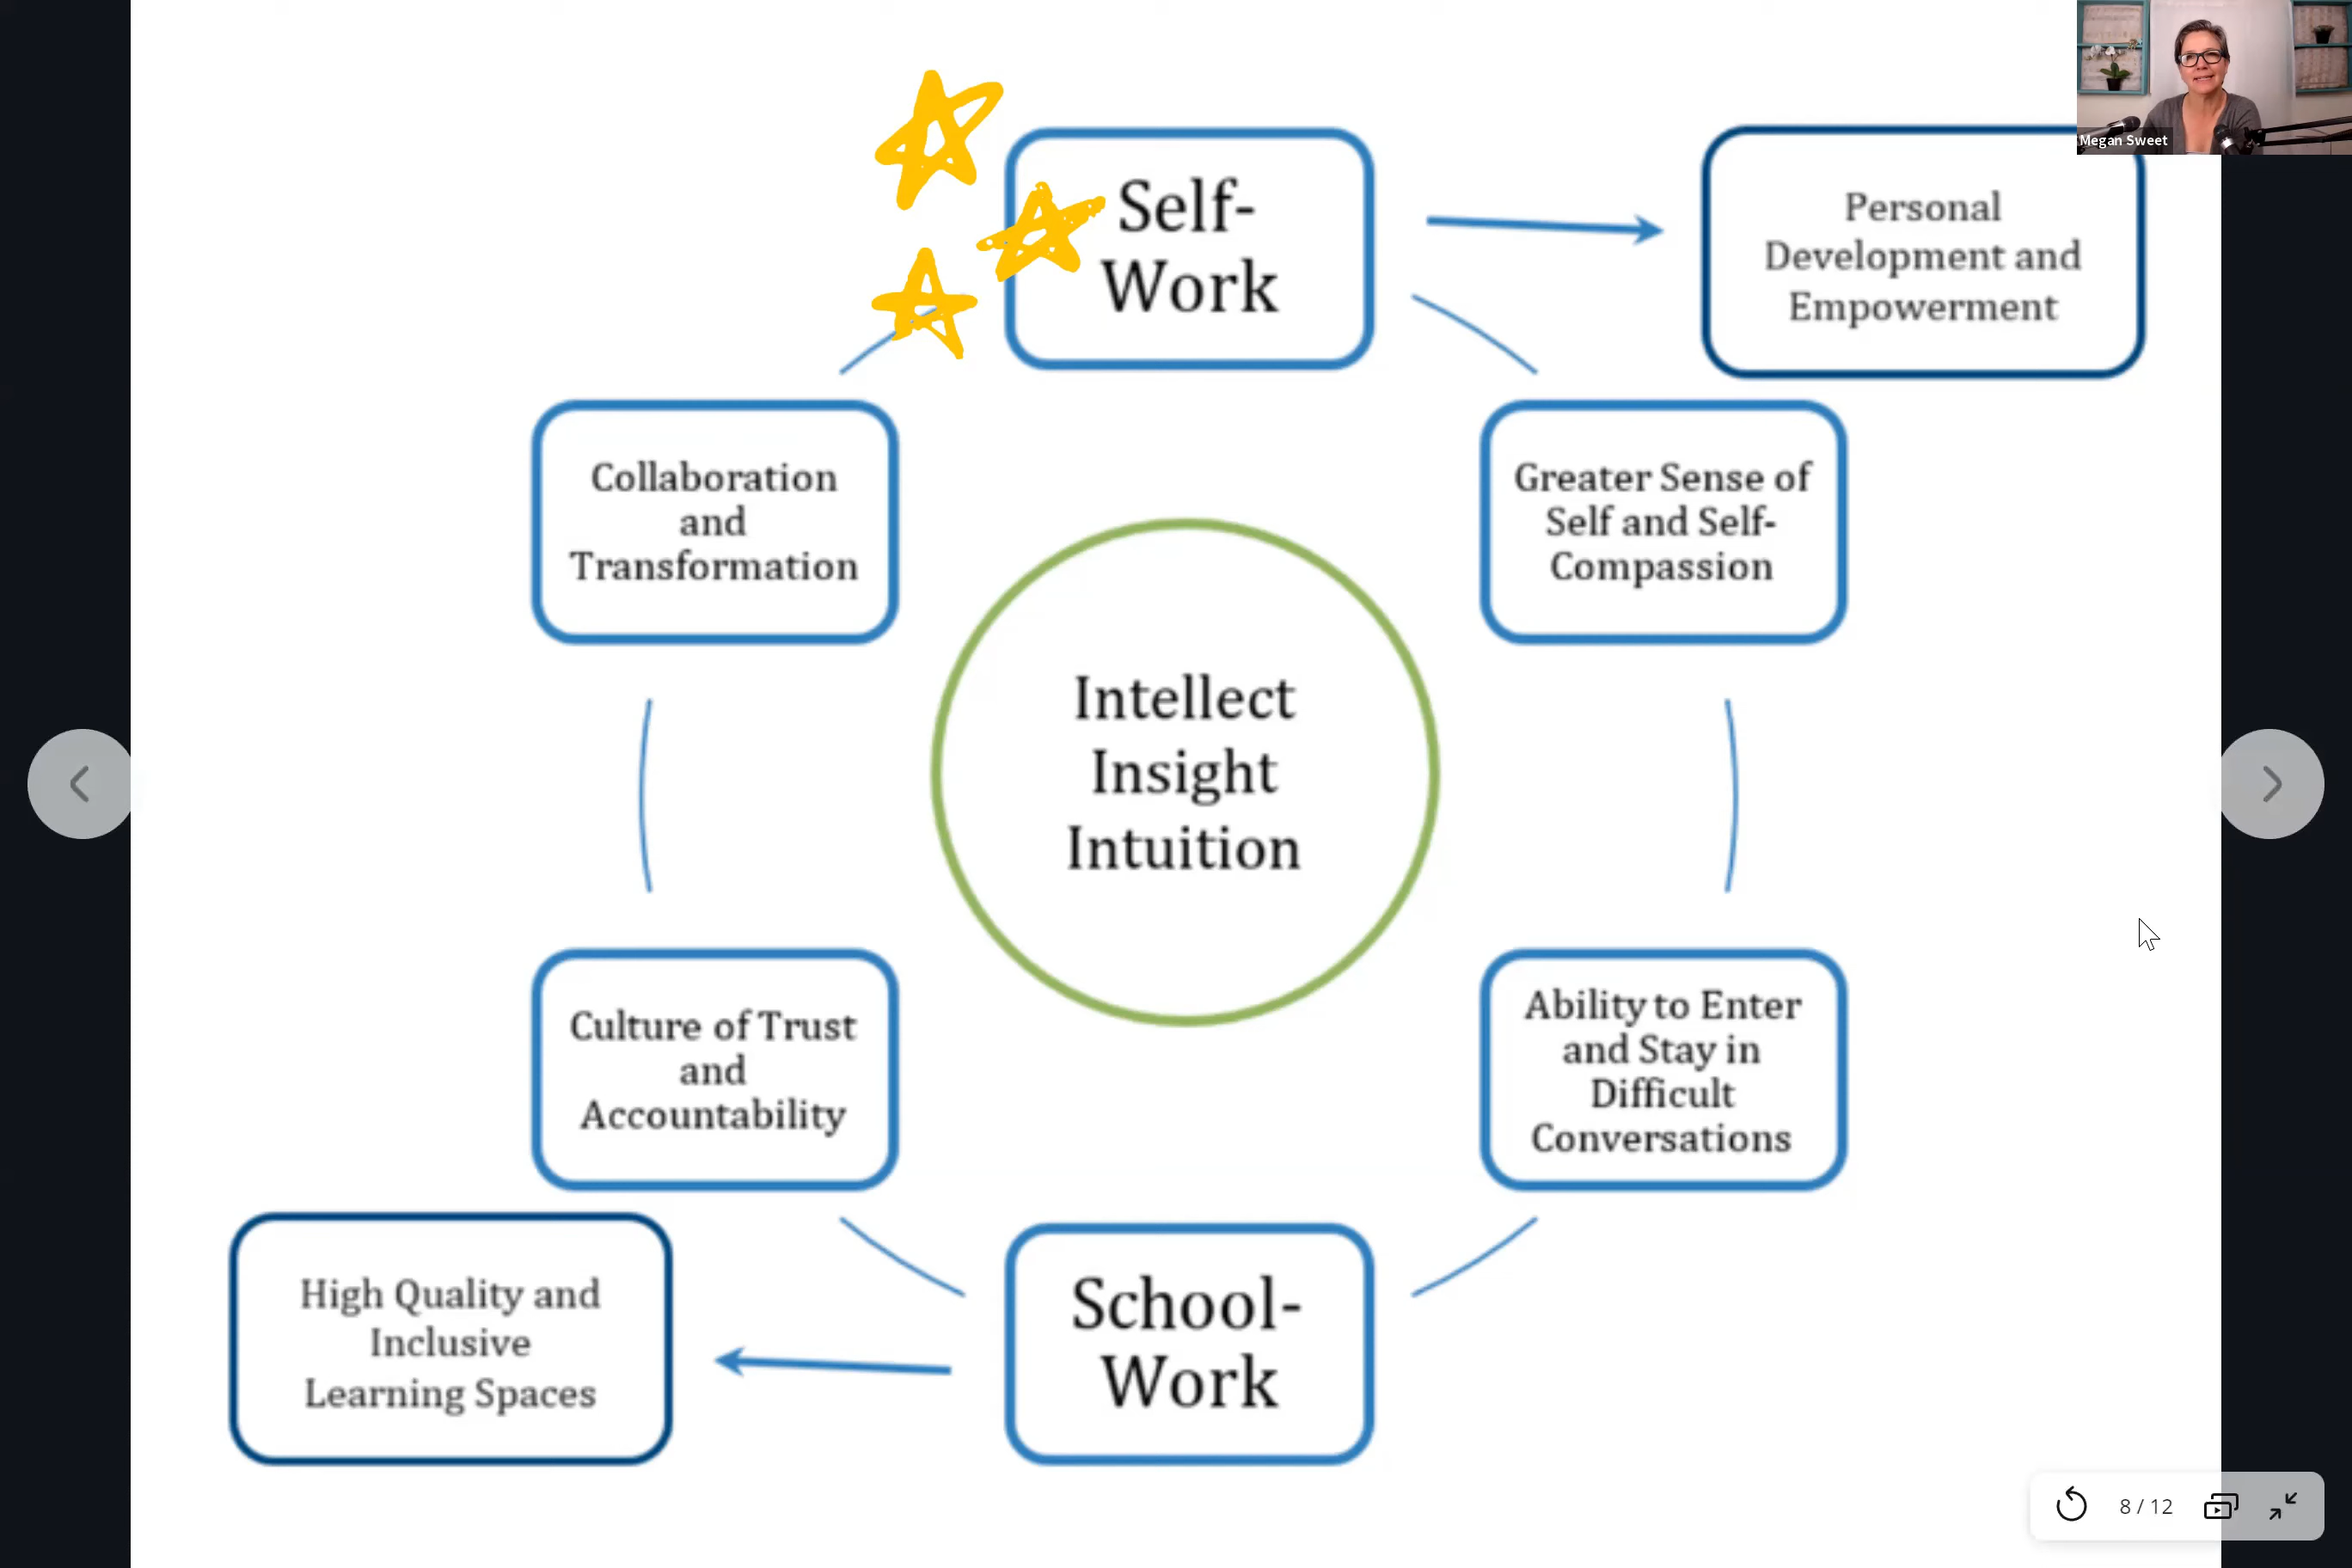 Megan Sweet
Self-
Work
Personal
Development and
Empowerment
Greater Sense of
Self and Self-
Compassion
Ability to Enter
and Stay in
Difficult
Conversations
School-
Work
High Quality and
Inclusive
Learning Spaces
Culture of Trust
and
Accountability
Collaboration
and
Transformation
Intellect
Insight
Intuition
8 / 12